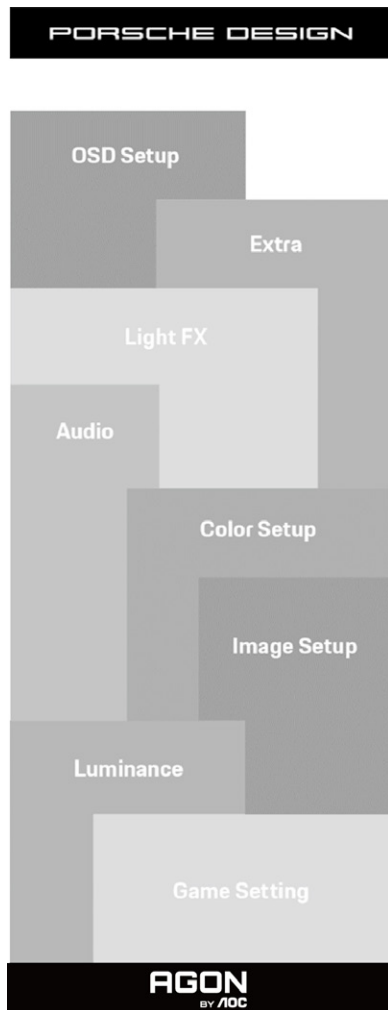 PORSCHE DESIGN
OSD Setup
Extra
Light FX
Audio
Color Setup
Image Setup
Luminance
Game Setting
AGON
BY AOC